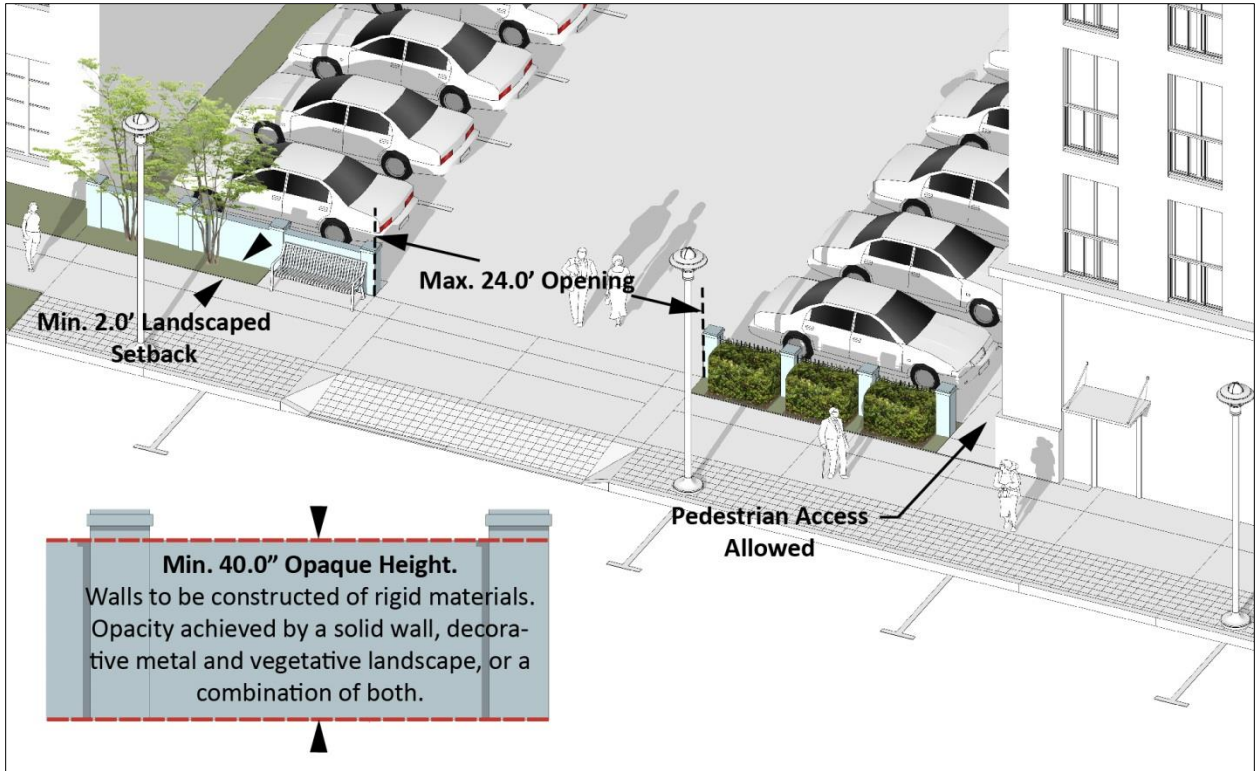 Max. 24.0’ Opening
Min. 2.0’ Landscaped
Setback
Pedestrian Access
Allowed
Min. 40.0” Opaque Height.
Walls to be constructed of rigid materials.
Opacity achieved by a solid wall, decora-
tive metal and vegetative landscape, or a
combination of both.